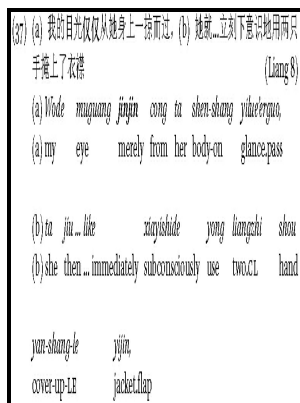 (37) (a) 我的目光仅仅从她身上一掠而过, (b) 她就...立刻下意识地用两只
手掩上了衣襟 (Liang 8)
(a) Wode muguang jinjin cong ta shen-shang yilüe'erguo,
(a) my eye merely from her body-on glance.pass
(b) ta jiu ... like xiayishide yong liangzhi shou
(b) she then ... immediately subconsciously use two.CL hand
yan-shang-le yijin,
cover-up-LE jacket.flap